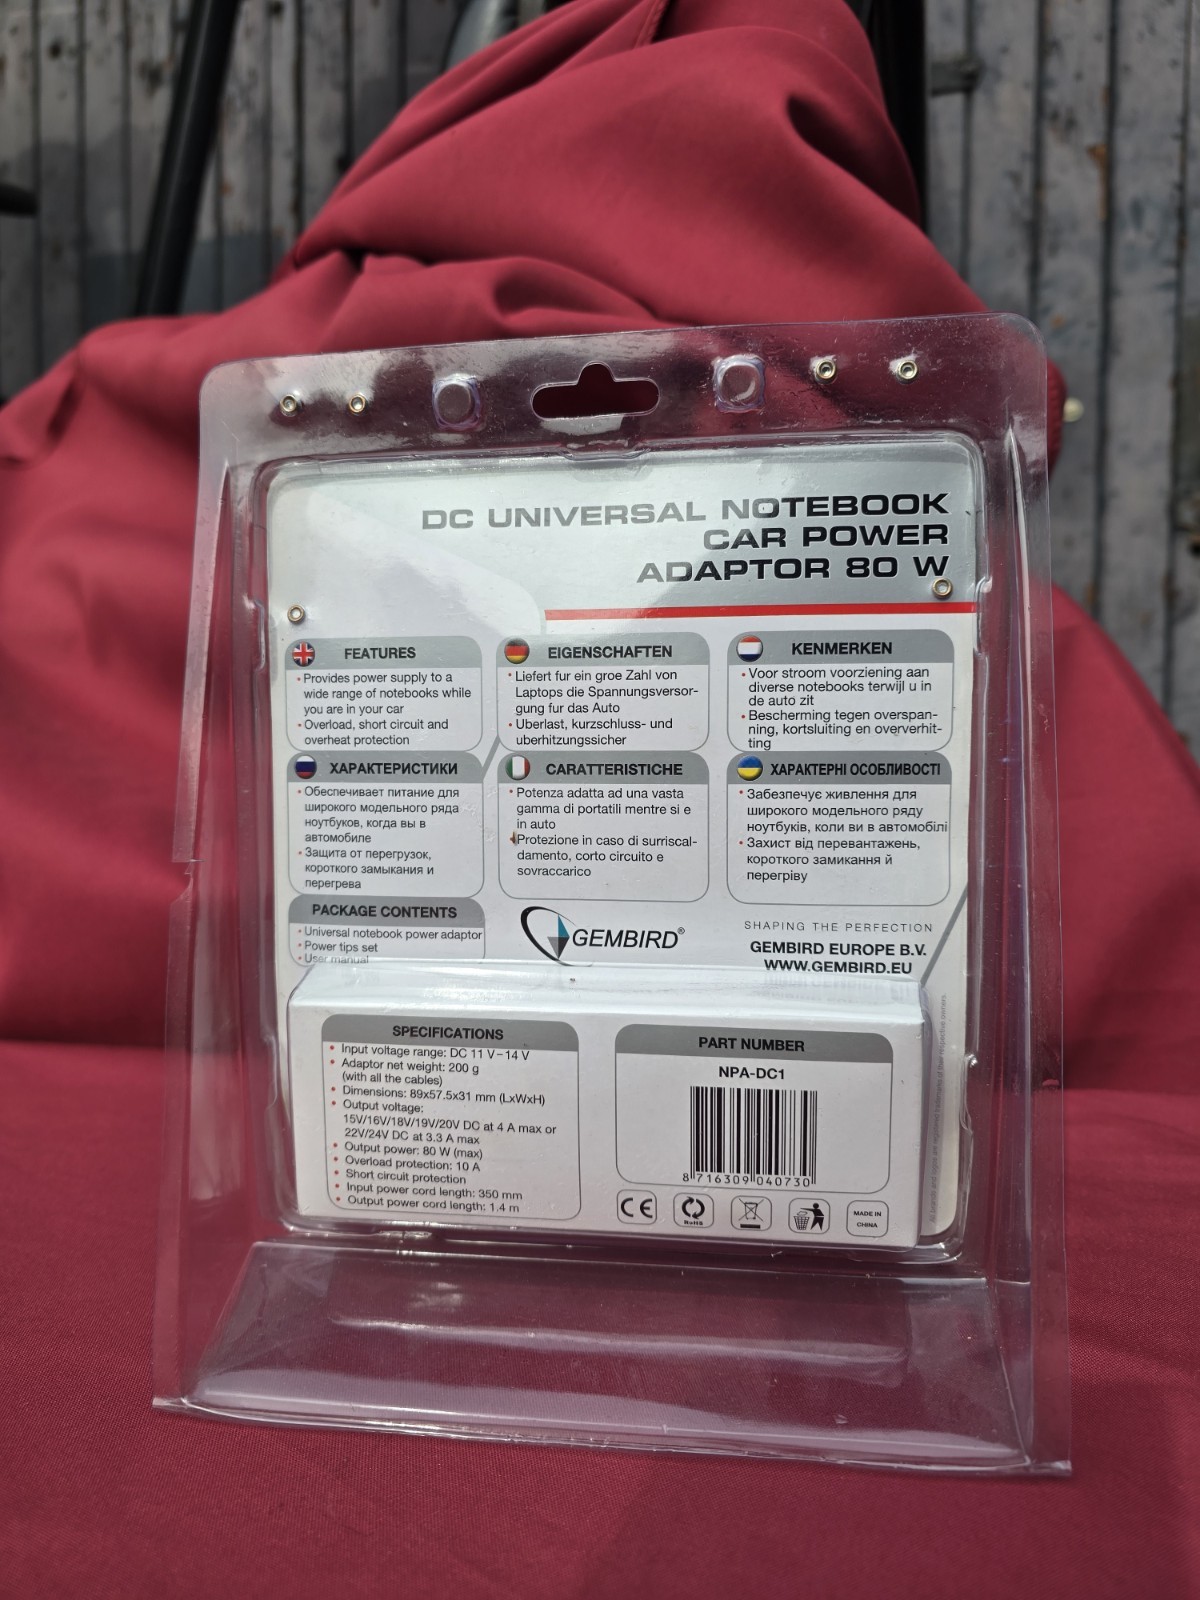 DC UNIVERSAL NOTEBOOK
CAR POWER
ADAPTOR 80 W
FEATURES
• Provides power supply to a
wide range of notebooks while
you are in your car
• Overload, short circuit and
overheat protection
EIGENSCHAFTEN
• Liefert fur ein groe Zahl von
Laptops die Spannungsversor-
gung fur das Auto
• Uberlast, kurzschluss- und
uberhitzungssicher
KENMERKEN
• Voor stroom voorziening aan
diverse notebooks terwijl u in
de auto zit
• Bescherming tegen overspan-
ning, kortsluiting en oververhit-
ting
ХАРАКТЕРИСТИКИ
• Обеспечивает питание для
широкого модельного ряда
ноутбуков, когда вы в
автомобиле
• Защита от перегрузок,
короткого замыкания и
перегрева
CARATTERISTICHE
• Potenza adatta ad una vasta
gamma di portatili mentre si e
in auto
• Protezione in caso di surriscal-
damento, corto circuito e
sovraccarico
ХАРАКТЕРНІ ОСОБЛИВОСТІ
• Забезпечує живлення для
широкого модельного ряду
ноутбуків, коли ви в автомобілі
• Захист від перевантажень,
короткого замикання й
перегріву
PACKAGE CONTENTS
• Universal notebook power adaptor
• Power tips set
• User manual
GEMBIRD®
SHAPING THE PERFECTION
GEMBIRD EUROPE B.V.
WWW.GEMBIRD.EU
SPECIFICATIONS
• Input voltage range: DC 11 V–14 V
• Adaptor net weight: 200 g
(with all the cables)
• Dimensions: 89x57.5x31 mm (LxWxH)
• Output voltage:
15V/16V/18V/19V/20V DC at 4 A max or
22V/24V DC at 3.3 A max
• Output power: 80 W (max)
• Overload protection: 10 A
• Short circuit protection
• Input power cord length: 350 mm
• Output power cord length: 1.4 m
PART NUMBER
NPA-DC1
8 716309 040730
CE
RoHS
MADE IN
CHINA